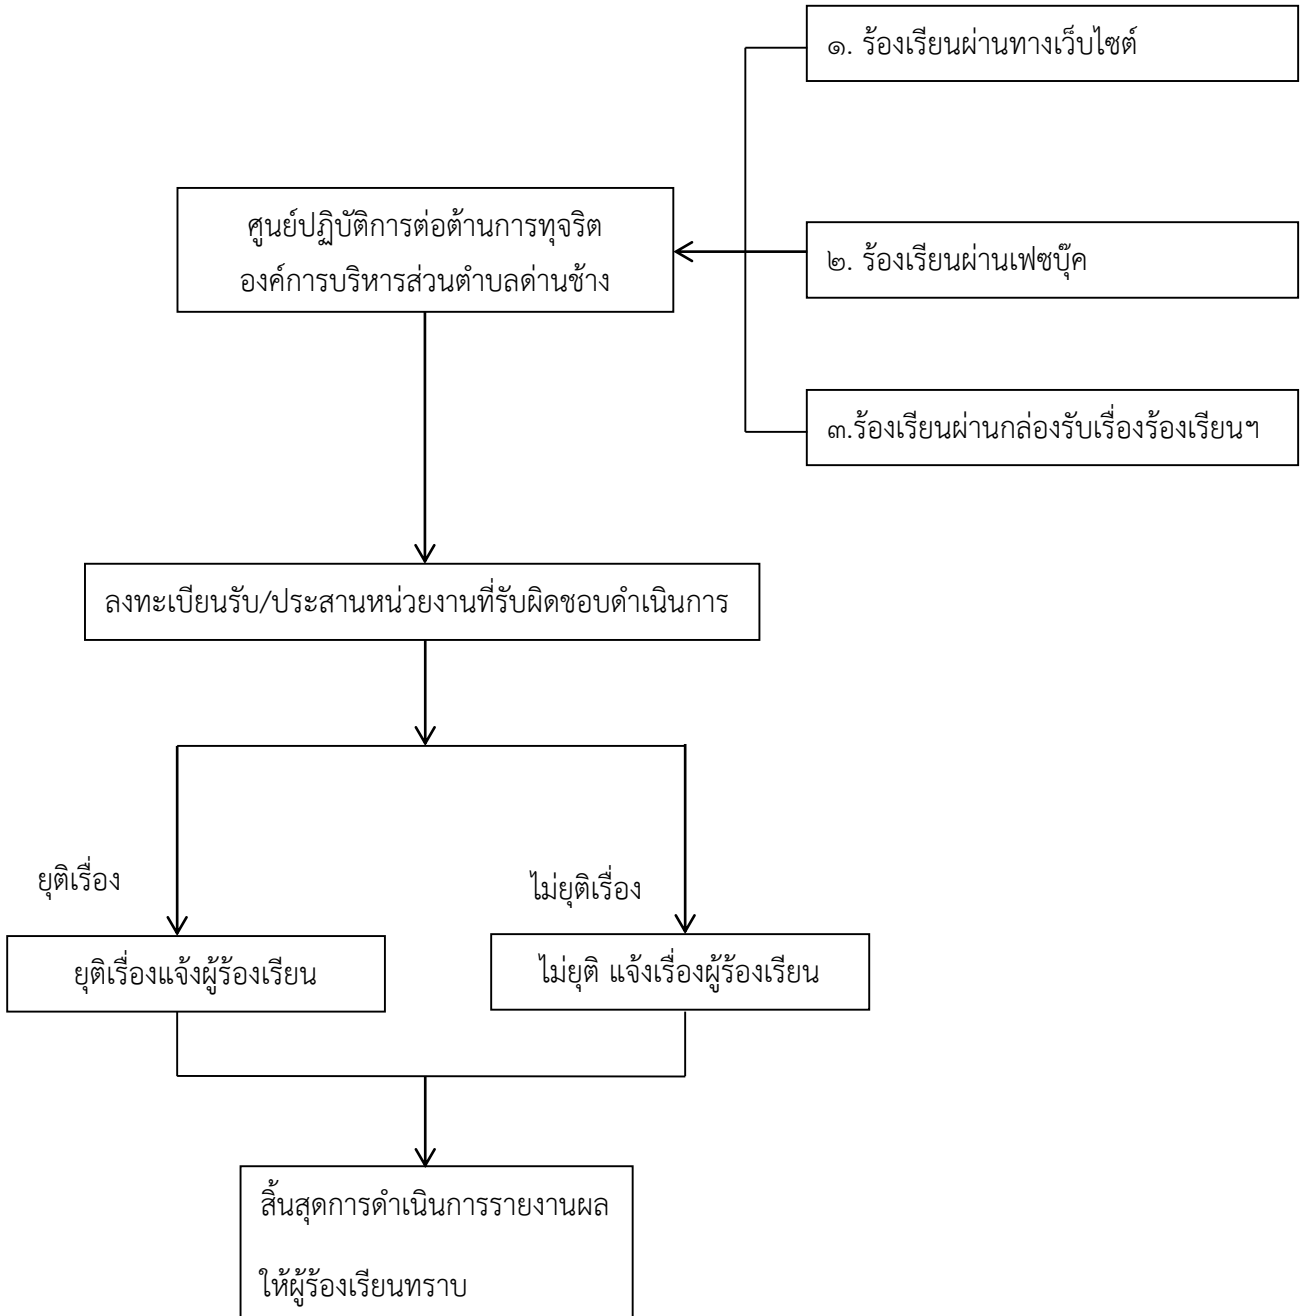 ๑. ร้องเรียนผ่านทางเว็บไซต์
ศูนย์ปฏิบัติการต่อต้านการทุจริต
องค์การบริหารส่วนตำบลด่านช้าง
๒. ร้องเรียนผ่านเฟซบุ๊ค
๓.ร้องเรียนผ่านกล่องรับเรื่องร้องเรียนฯ
ลงทะเบียนรับ/ประสานหน่วยงานที่รับผิดชอบดำเนินการ
ยุติเรื่อง
ไม่ยุติเรื่อง
ยุติเรื่องแจ้งผู้ร้องเรียน
ไม่ยุติ แจ้งเรื่องผู้ร้องเรียน
สิ้นสุดการดำเนินการรายงานผล
ให้ผู้ร้องเรียนทราบ